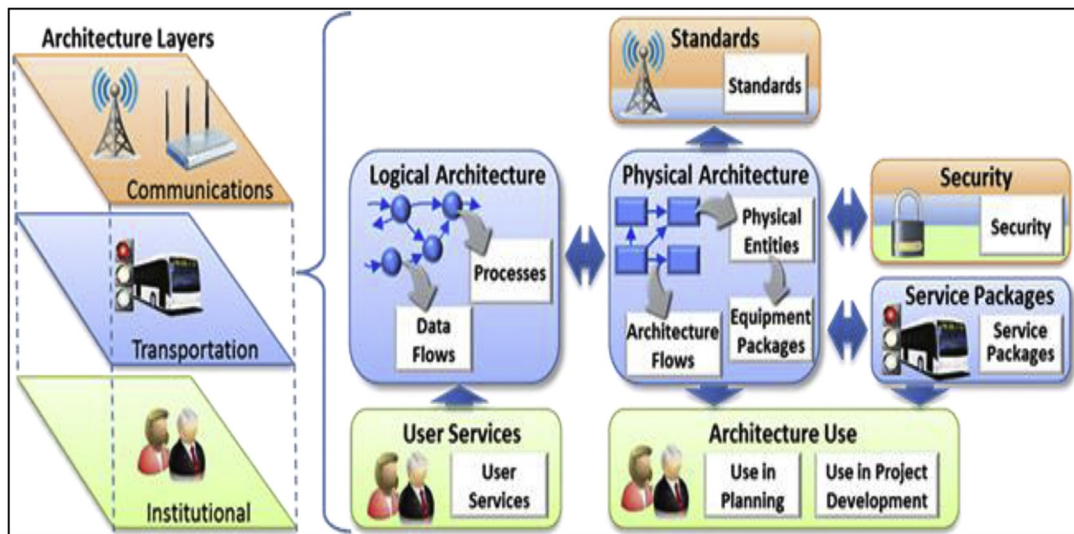 Architecture Layers
Communications
Transportation
Institutional
Standards
Standards
Logical Architecture
Processes
Data
Flows
Physical Architecture
Physical
Entities
Architecture
Flows
Equipment
Packages
Security
Security
Service Packages
Service
Packages
User Services
User
Services
Architecture Use
Use in
Planning
Use in Project
Development